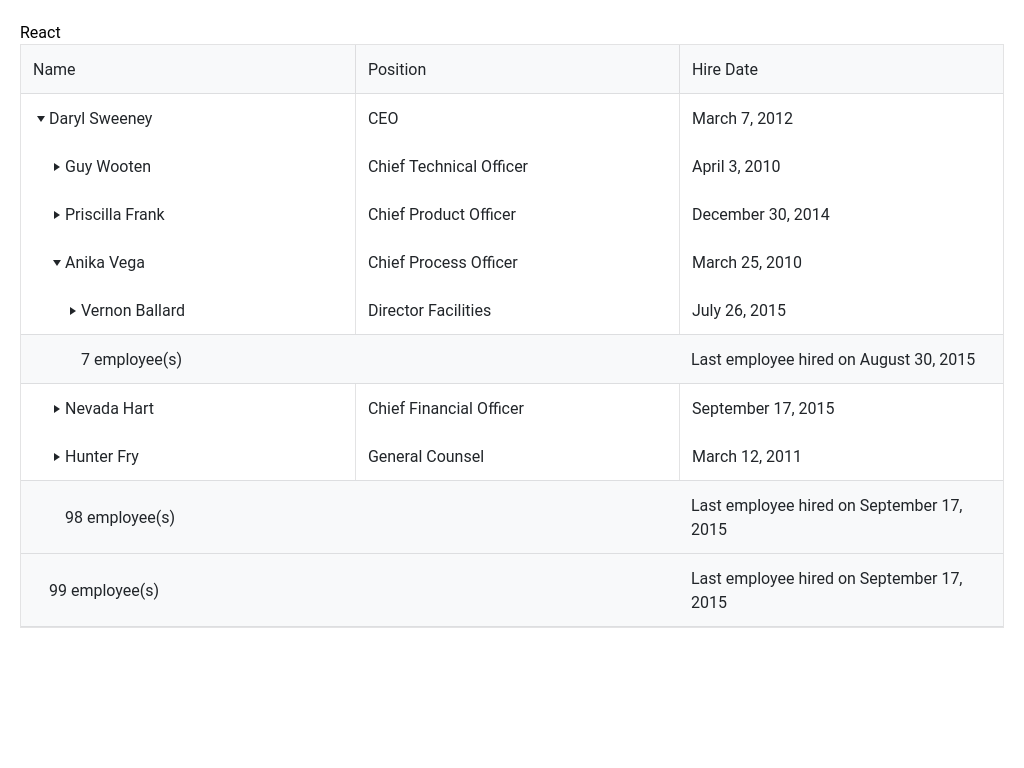 React
Name Position Hire Date
Daryl Sweeney CEO March 7, 2012
Guy Wooten Chief Technical Officer April 3, 2010
Priscilla Frank Chief Product Officer December 30, 2014
Anika Vega Chief Process Officer March 25, 2010
Vernon Ballard Director Facilities July 26, 2015
7 employee(s) Last employee hired on August 30, 2015
Nevada Hart Chief Financial Officer September 17, 2015
Hunter Fry General Counsel March 12, 2011
98 employee(s) Last employee hired on September 17,
2015
99 employee(s) Last employee hired on September 17,
2015